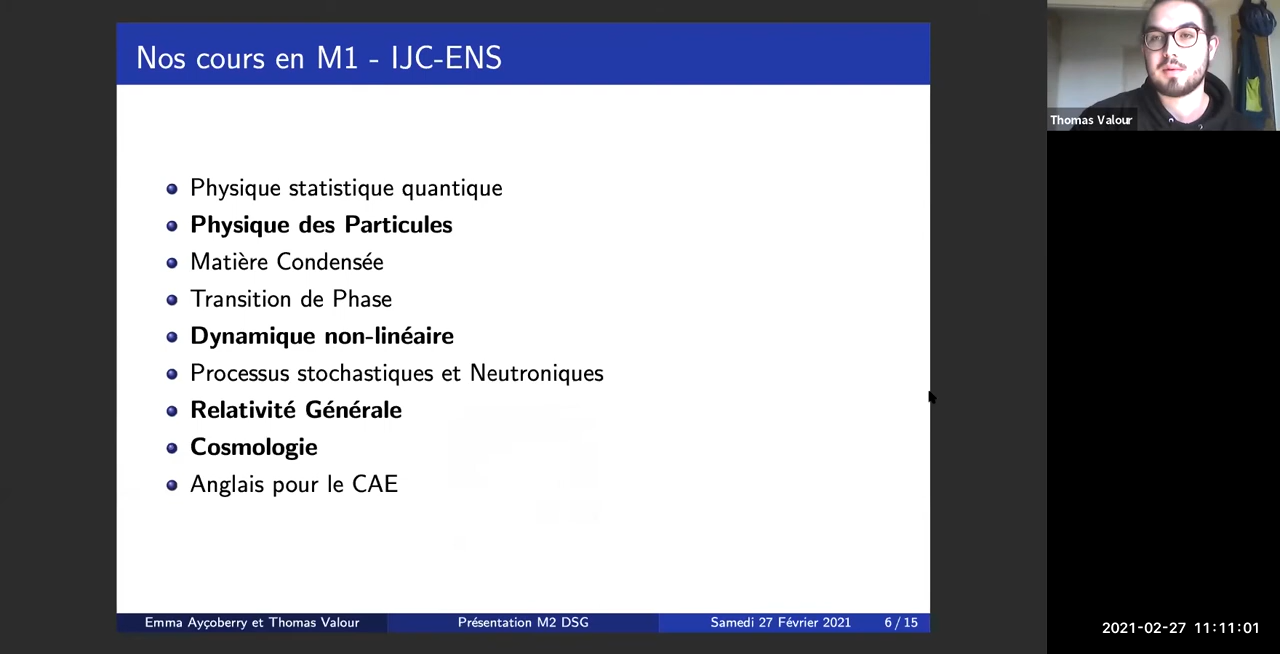 Nos cours en M1 - IJC-ENS
Physique statistique quantique
Physique des Particules
Matière Condensée
Transition de Phase
Dynamique non-linéaire
Processus stochastiques et Neutroniques
Relativité Générale
Cosmologie
Anglais pour le CAE
Emma Ayçoberry et Thomas Valour
Présentation M2 DSG
Samedi 27 Février 2021
6 / 15
Thomas Valour
2021-02-27 11:11:01